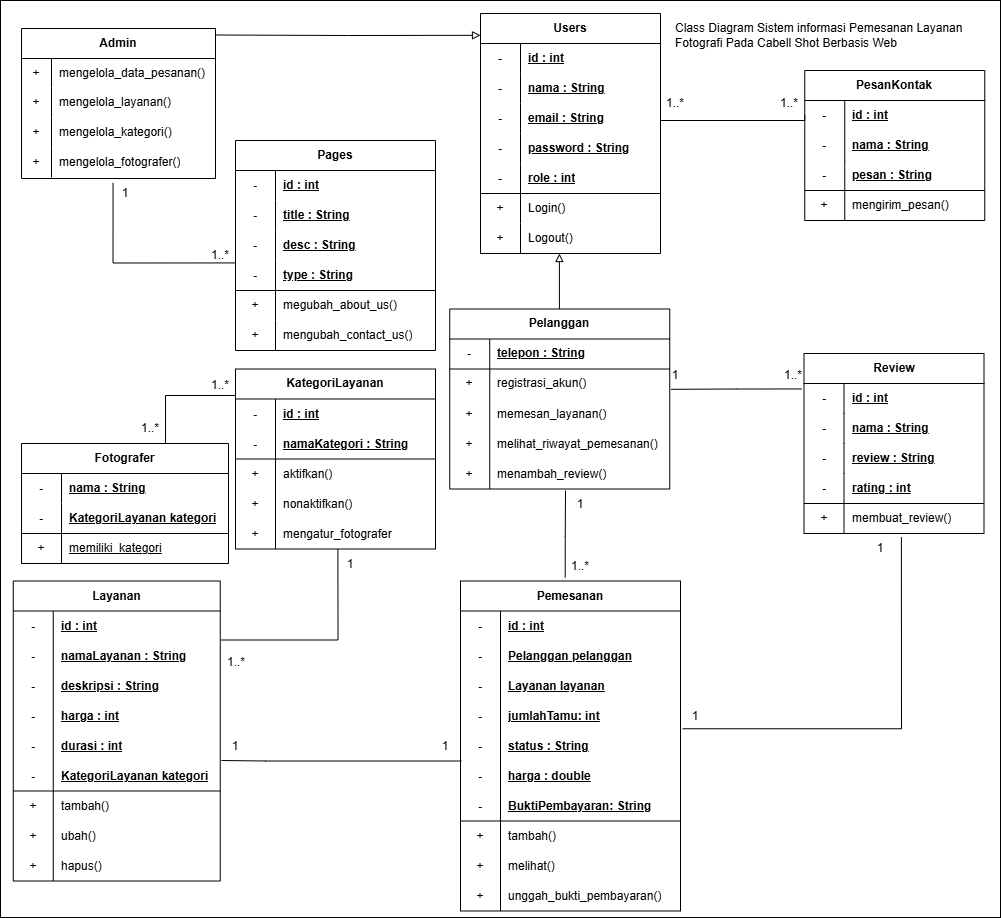 Class Diagram Sistem informasi Pemesanan Layanan
Fotografi Pada Cabell Shot Berbasis Web
Admin
+ mengelola_data_pesanan()
+ mengelola_layanan()
+ mengelola_kategori()
+ mengelola_fotografer()
1
1..*
Users
- id : int
- nama : String
- email : String
- password : String
- role : int
+ Login()
+ Logout()
1..*
1..*
PesanKontak
- id : int
- nama : String
- pesan : String
+ mengirim_pesan()
Pages
- id : int
- title : String
- desc : String
- type : String
+ megubah_about_us()
+ mengubah_contact_us()
Pelanggan
- telepon : String
+ registrasi_akun()
+ memesan_layanan()
+ melihat_riwayat_pemesanan()
+ menambah_review()
1
1..*
1
1..*
Review
- id : int
- nama : String
- review : String
- rating : int
+ membuat_review()
1
1
KategoriLayanan
- id : int
- namaKategori : String
+ aktifkan()
+ nonaktifkan()
+ mengatur_fotografer
1..*
1..*
1
1..*
Fotografer
- nama : String
- KategoriLayanan kategori
+ memiliki_kategori
Layanan
- id : int
- namaLayanan : String
- deskripsi : String
- harga : int
- durasi : int
- KategoriLayanan kategori
+ tambah()
+ ubah()
+ hapus()
1
1
Pemesanan
- id : int
- Pelanggan pelanggan
- Layanan layanan
- jumlahTamu: int
- status : String
- harga : double
- BuktiPembayaran: String
+ tambah()
+ melihat()
+ unggah_bukti_pembayaran()